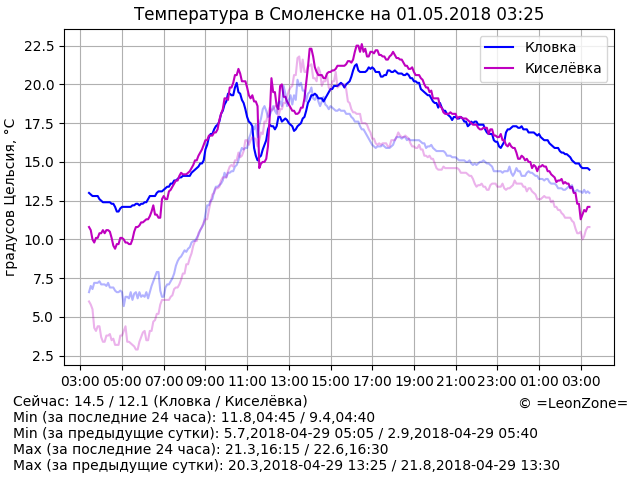 Температура в Смоленске на 01.05.2018 03:25
22.5
20.0
17.5
15.0
12.5
10.0
7.5
5.0
2.5
градусов Цельсия, °C
Кловка
Киселёвка
03:00 05:00 07:00 09:00 11:00 13:00 15:00 17:00 19:00 21:00 23:00 01:00 03:00
Сейчас: 14.5 / 12.1 (Кловка / Киселёвка)
© =LeonZone=
Min (за последние 24 часа): 11.8,04:45 / 9.4,04:40
Min (за предыдущие сутки): 5.7,2018-04-29 05:05 / 2.9,2018-04-29 05:40
Max (за последние 24 часа): 21.3,16:15 / 22.6,16:30
Max (за предыдущие сутки): 20.3,2018-04-29 13:25 / 21.8,2018-04-29 13:30